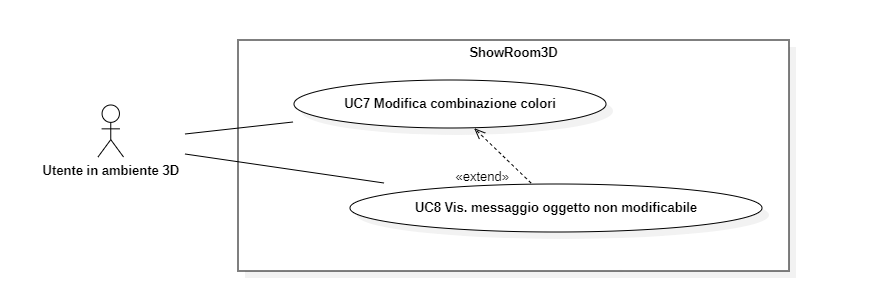 ShowRoom3D
UC7 Modifica combinazione colori
Utente in ambiente 3D
«extend»
UC8 Vis. messaggio oggetto non modificabile